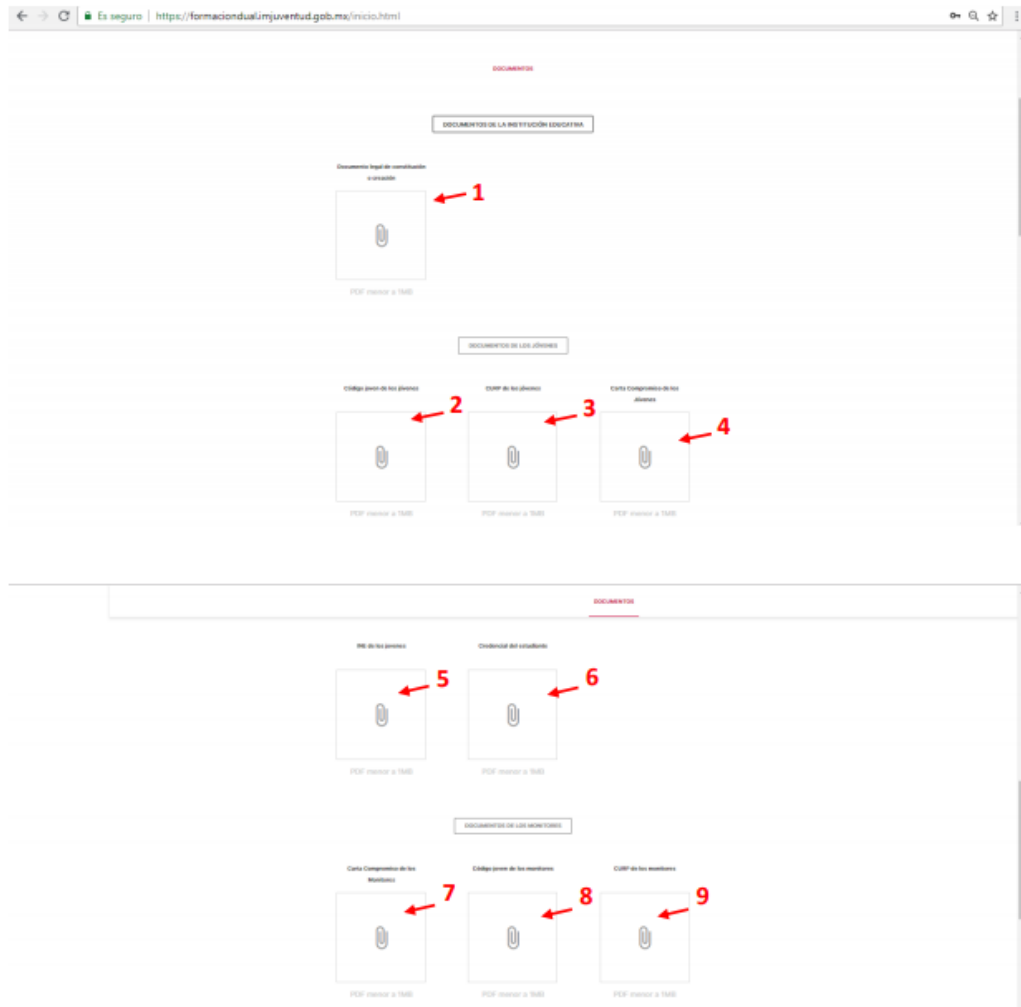 Es seguro | https://formaciondual.imjuventud.gob.mx/inicio.html
DOCUMENTOS
DOCUMENTOS DE LA INSTITUCIÓN EDUCATIVA
Documento legal de constitución
o creación
1
PDF menor a 1MB
DOCUMENTOS DE LOS JÓVENES
Código joven de los jóvenes
CURP de los jóvenes
Carta Compromiso de los
Jóvenes
2
3
4
PDF menor a 1MB
PDF menor a 1MB
PDF menor a 1MB
DOCUMENTOS
INE de los jovenes
Credencial del estudiante
5
6
PDF menor a 1MB
PDF menor a 1MB
DOCUMENTOS DE LOS MONITORES
Carta Compromiso de los
Monitores
Código joven de los monitores
CURP de los monitores
7
8
9
PDF menor a 1MB
PDF menor a 1MB
PDF menor a 1MB